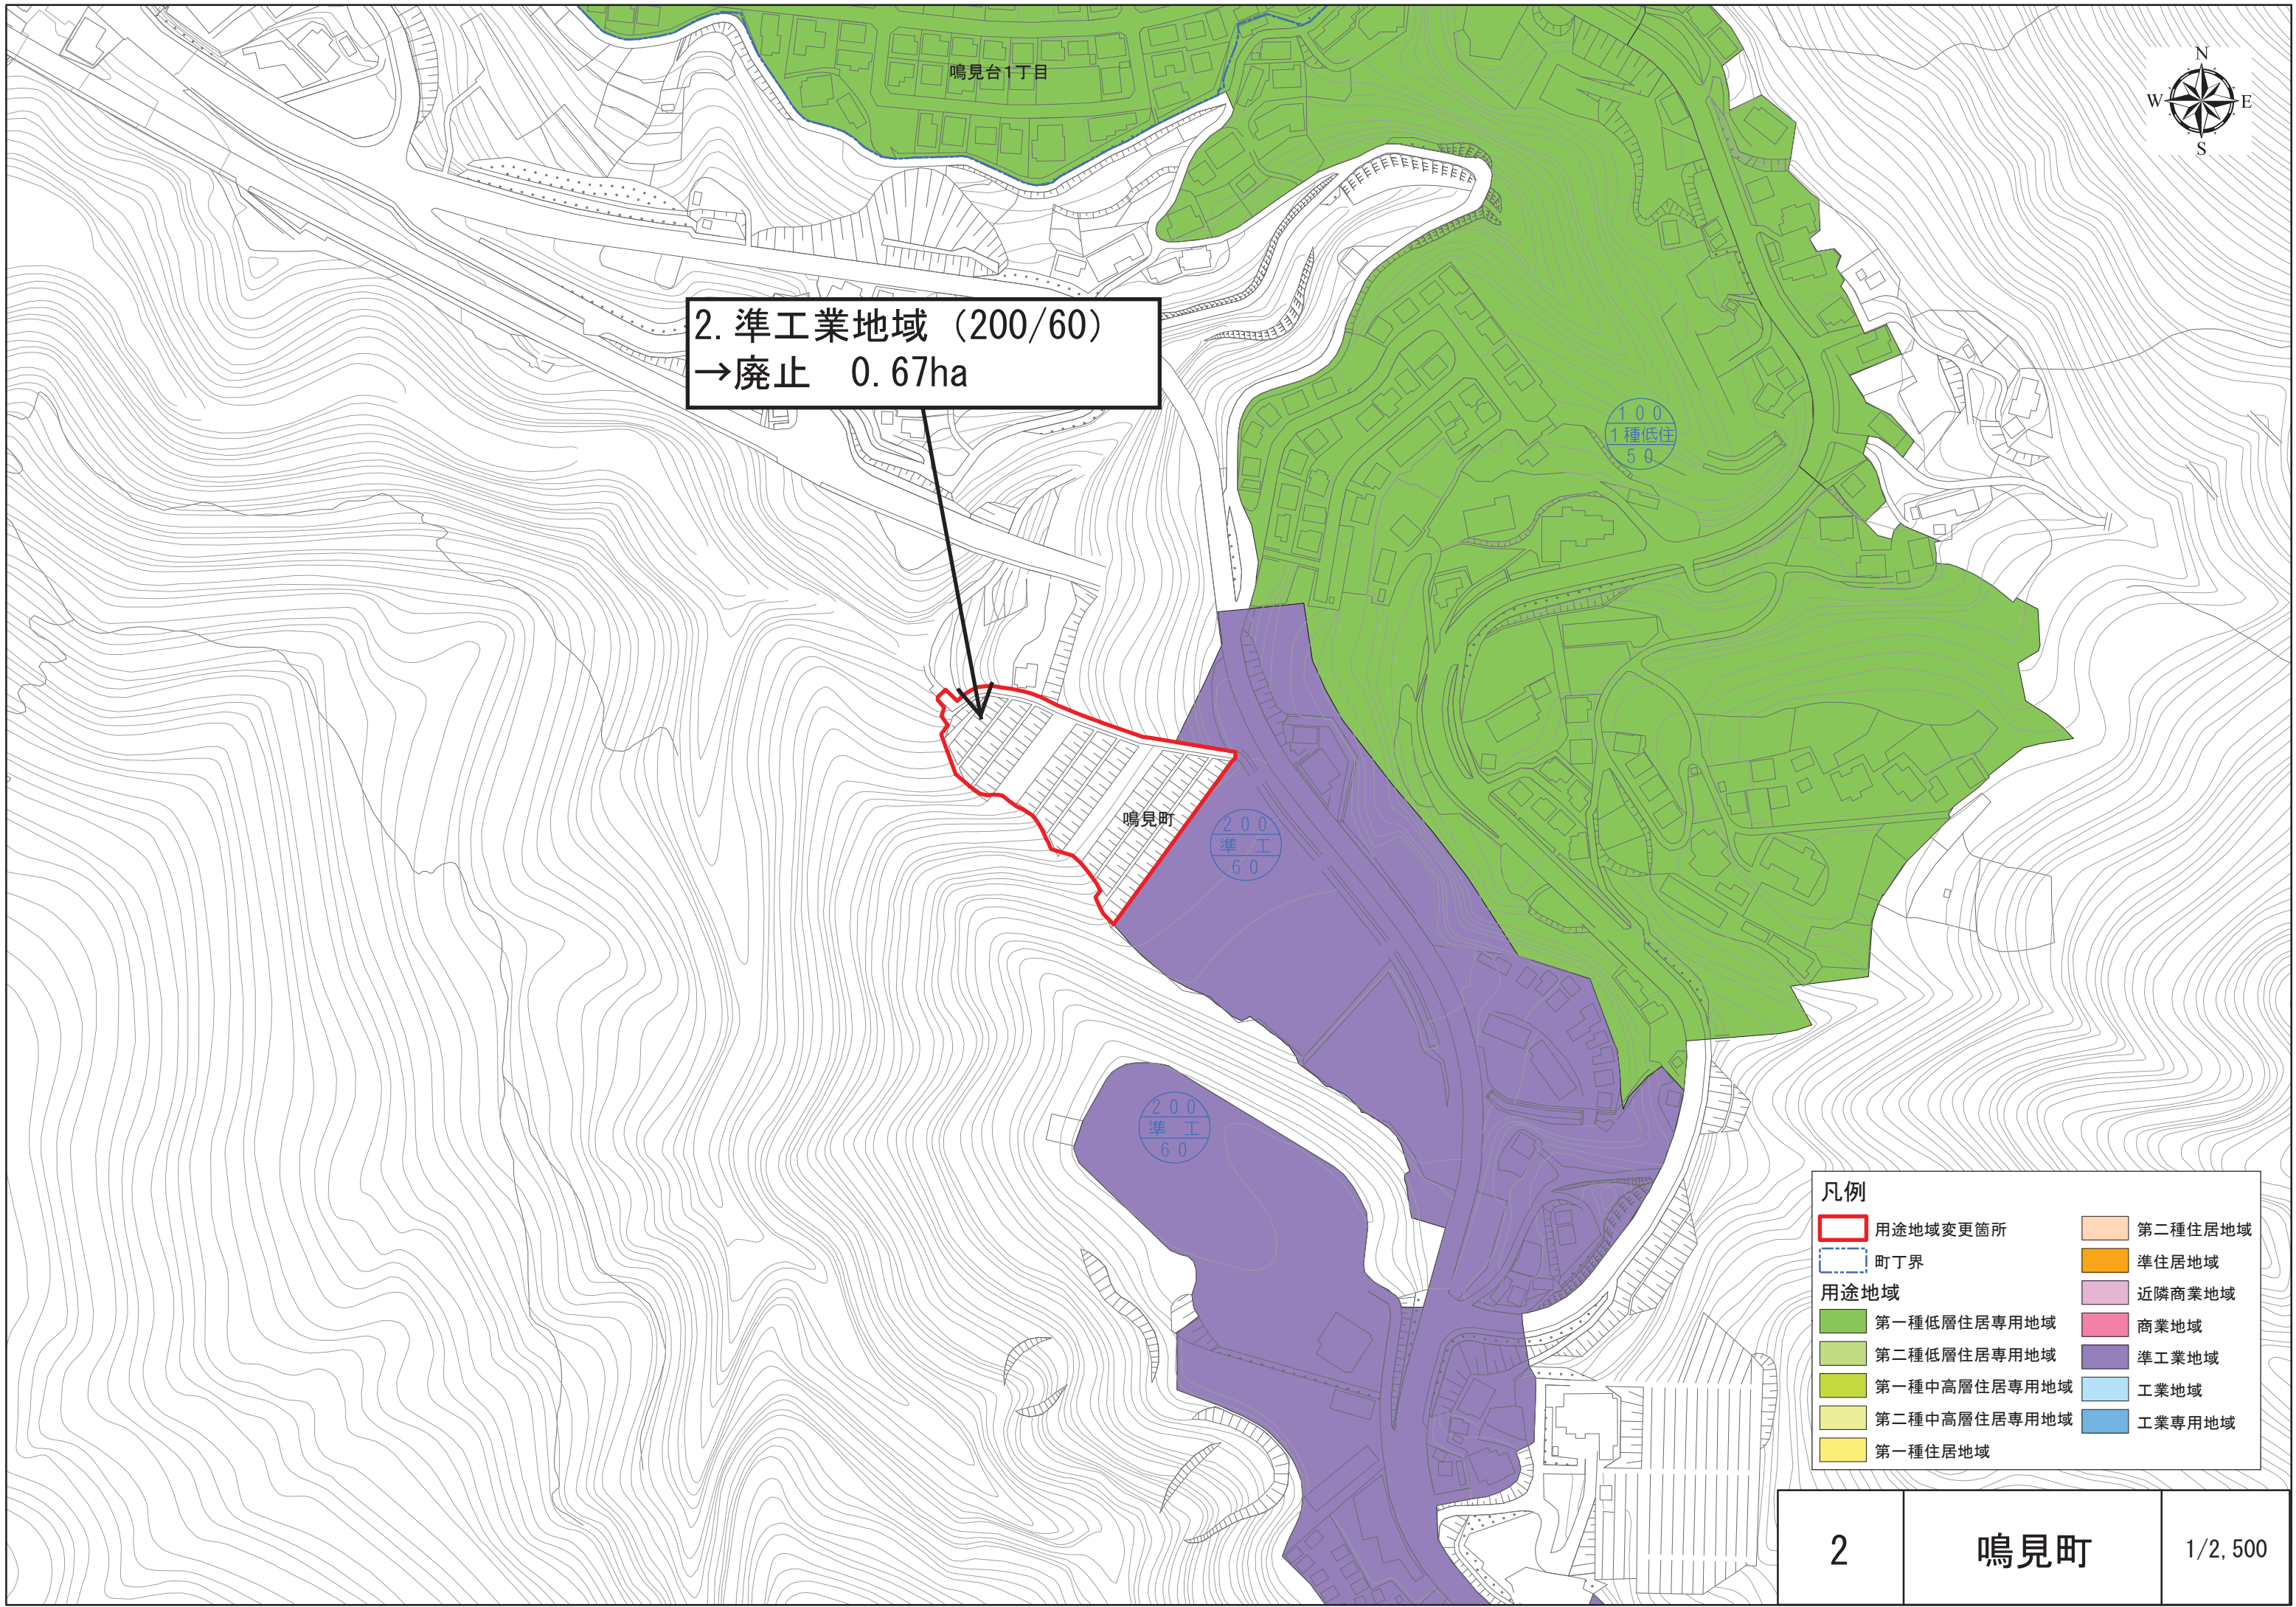 鳴見台1丁目
N
W
E
S
2. 準工業地域（200/60）
→廃止　0.67ha
100
1種低住
50
鳴見町
200
準 工
60
200
準 工
60
凡例
用途地域変更箇所
町丁界
用途地域
第一種低層住居専用地域
第二種低層住居専用地域
第一種中高層住居専用地域
第二種中高層住居専用地域
第一種住居地域
第二種住居地域
準住居地域
近隣商業地域
商業地域
準工業地域
工業地域
工業専用地域
2
鳴見町
1/2,500